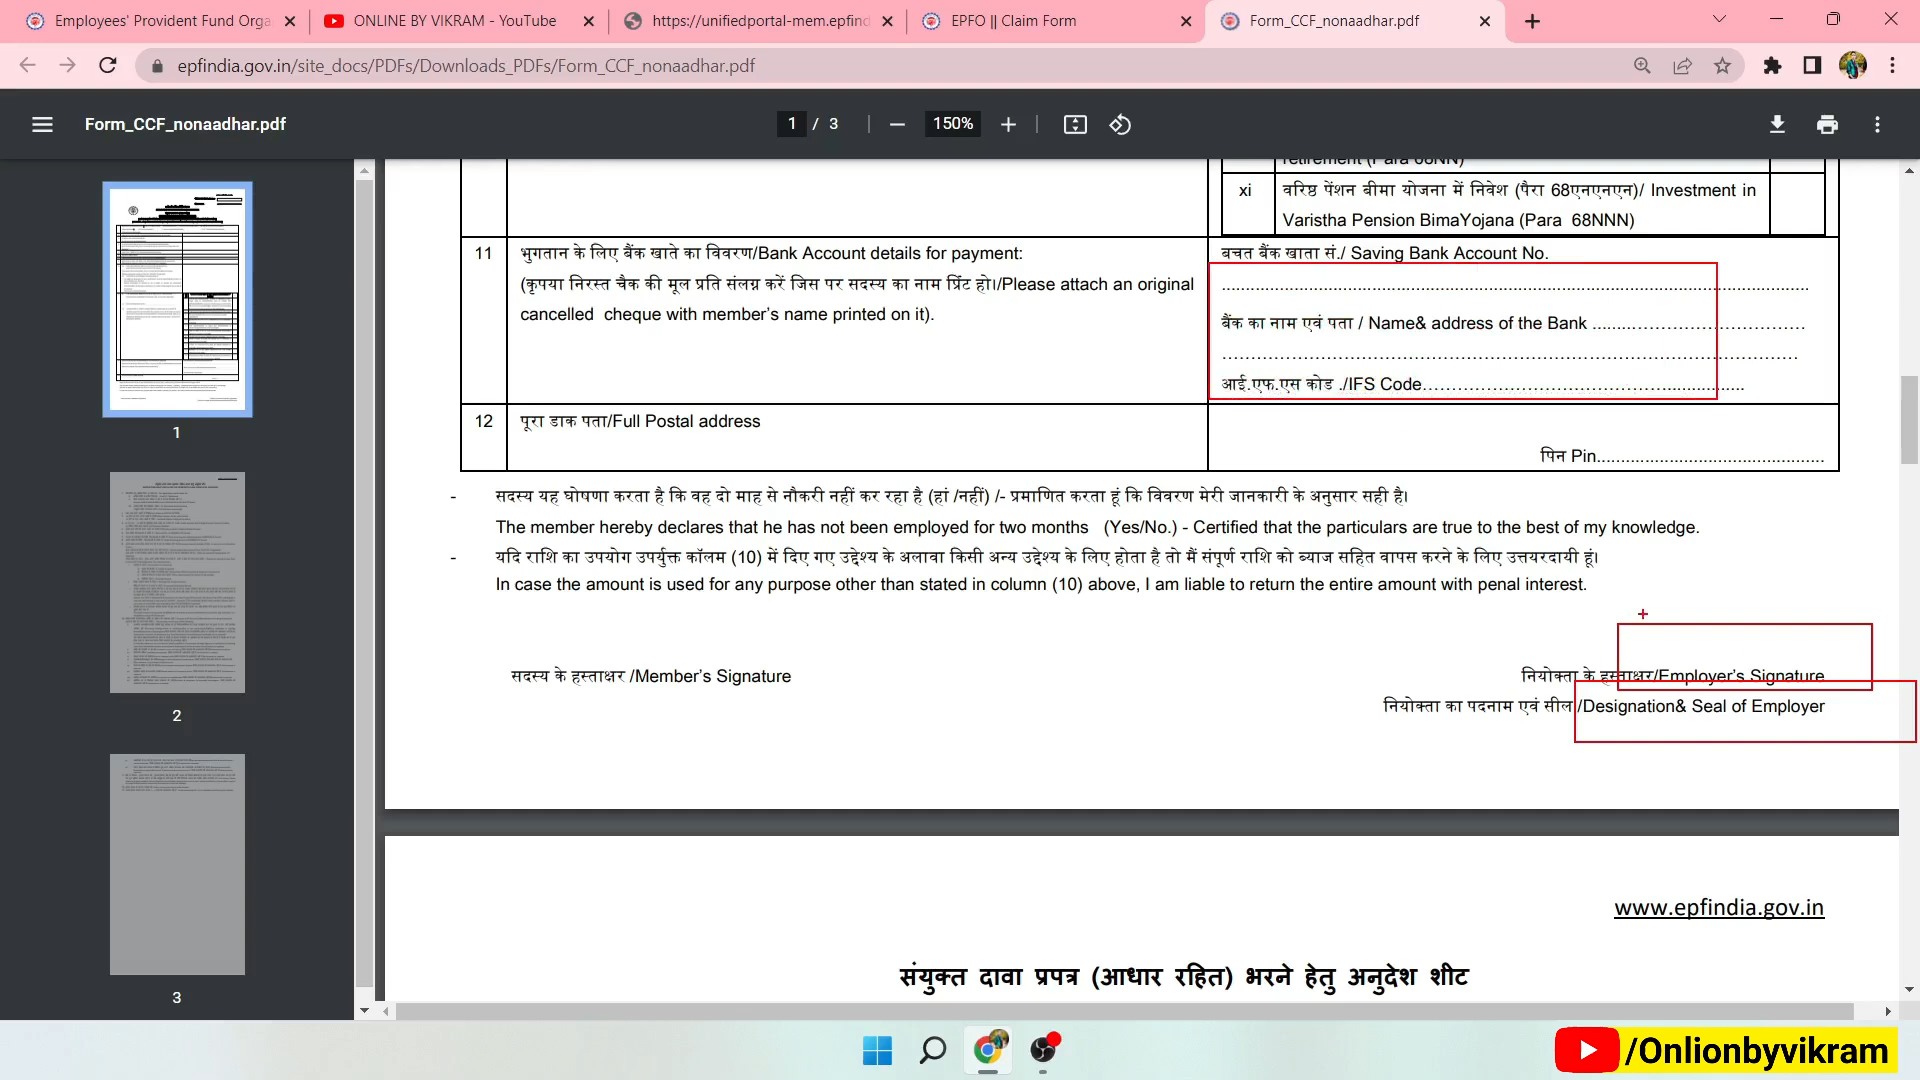 Employees' Provident Fund Orga
ONLINE BY VIKRAM - YouTube
https://unifiedportal-mem.epfind
EPFO || Claim Form
Form_CCF_nonaadhar.pdf
epfindia.gov.in/site_docs/PDFs/Downloads_PDFs/Form_CCF_nonaadhar.pdf
Form_CCF_nonaadhar.pdf
1 / 3
150%
retirement (Para 68NN)
xi वरिष्ठ पेंशन बीमा योजना में निवेश (पैरा 68एनएनएन)/ Investment in
Varistha Pension BimaYojana (Para 68NNN)
11 भुगतान के लिए बैंक खाते का विवरण/Bank Account details for payment:
(कृपया निरस्त चैक की मूल प्रति संलग्न करें जिस पर सदस्य का नाम प्रिंट हो।/Please attach an original
cancelled cheque with member's name printed on it).
बचत बैंक खाता सं./ Saving Bank Account No.
..........................................................................................................................
बैंक का नाम एवं पता / Name& address of the Bank ........…………………………
………………………………………………………………………………………
आई.एफ.एस कोड ./IFS Code……………………………………................
12 पूरा डाक पता/Full Postal address
पिन Pin...............................................
- सदस्य यह घोषणा करता है कि वह दो माह से नौकरी नहीं कर रहा है (हां /नहीं) /- प्रमाणित करता हूं कि विवरण मेरी जानकारी के अनुसार सही है।
The member hereby declares that he has not been employed for two months (Yes/No.) - Certified that the particulars are true to the best of my knowledge.
- यदि राशि का उपयोग उपर्युक्त कॉलम (10) में दिए गए उद्देश्य के अलावा किसी अन्य उद्देश्य के लिए होता है तो मैं संपूर्ण राशि को ब्याज सहित वापस करने के लिए उत्तयरदायी हूं।
In case the amount is used for any purpose other than stated in column (10) above, I am liable to return the entire amount with penal interest.
सदस्य के हस्ताक्षर /Member's Signature
नियोक्ता के हस्ताक्षर/Employer's Signature
नियोक्ता का पदनाम एवं सील /Designation& Seal of Employer
www.epfindia.gov.in
संयुक्त दावा प्रपत्र (आधार रहित) भरने हेतु अनुदेश शीट
1
2
3
/Onlionbyvikram